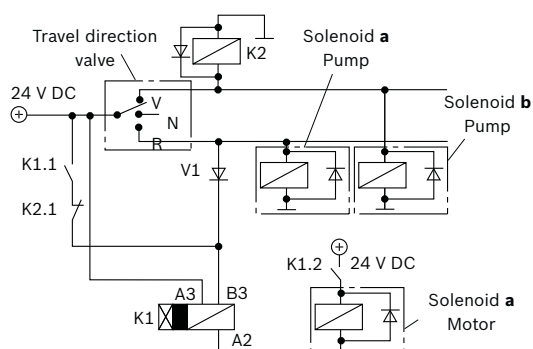 Travel direction
valve
K2
Solenoid a
Pump
24 V DC
V
N
R
Solenoid b
Pump
K1.1
V1
K2.1
K1.2
24 V DC
A3
B3
K1
A2
Solenoid a
Motor